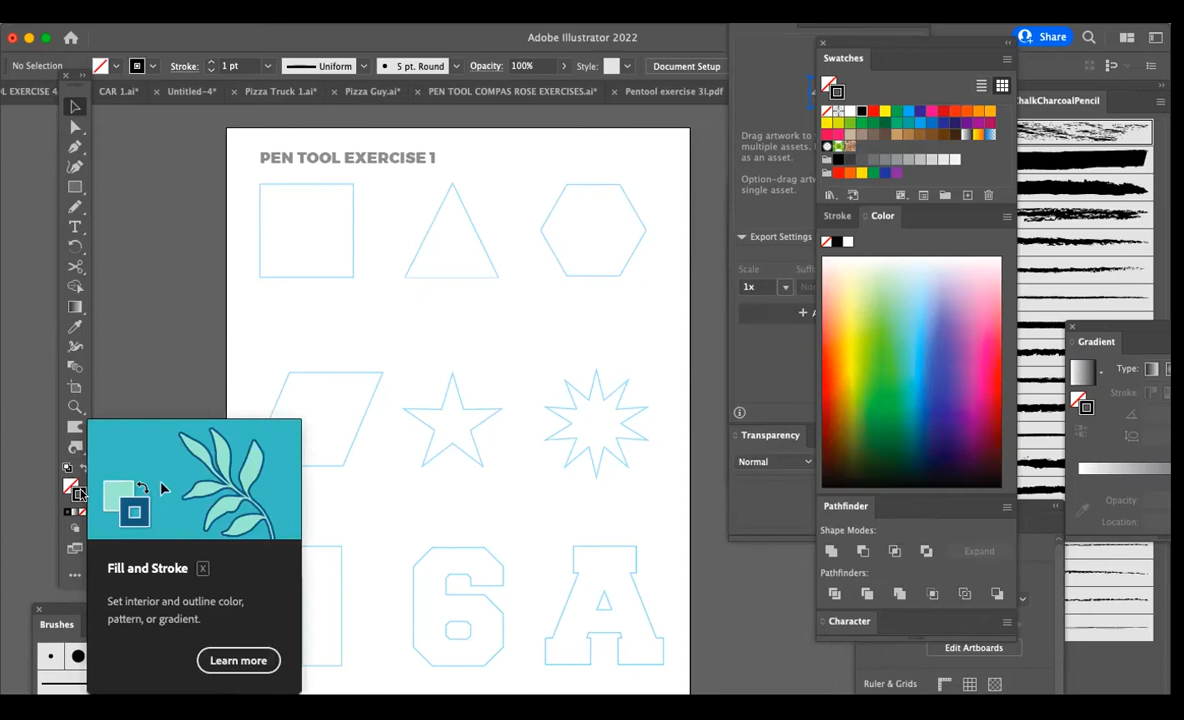 Adobe Illustrator 2022
Share
No Selection
Stroke:
1 pt
Uniform
5 pt. Round
Opacity:
100%
Style:
Document Setup
CAR 1.ai*
Untitled-4*
Pizza Truck 1.ai*
Pizza Guy.ai*
PEN TOOL COMPAS ROSE EXERCISES.ai*
Pentool exercise 3I.pdf
PEN TOOL EXERCISE 1
6
A
Fill and Stroke
X
Set interior and outline color,
pattern, or gradient.
Learn more
Brushes
Drag artwork to
multiple assets.
as an asset.
Option-drag
single asset.
Export Settings
Scale
1x
Transparency
Normal
Swatches
Stroke
Color
Pathfinder
Shape Modes:
Expand
Pathfinders:
Character
Edit Artboards
Ruler & Grids
ChalkCharcoalPencil
Gradient
Type:
Stroke:
Opacity:
Location: